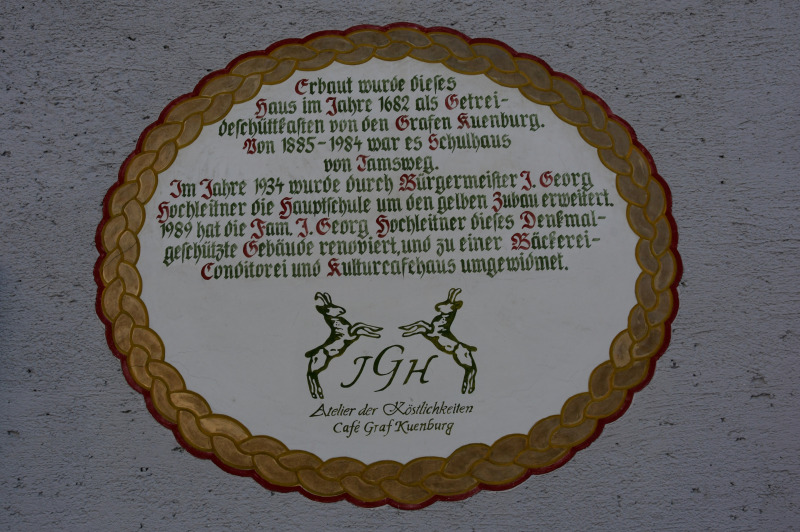 Erbaut wurde dieses
Haus im Jahre 1682 als Getrei-
deschüttkasten von den Grafen Kuenburg.
Von 1885-1984 war es Schulhaus
von Tamsweg.
Im Jahre 1934 wurde durch Bürgermeister J. Georg
Hochleitner die Hauptschule um den gelben Zubau erweitert.
1989 hat die Fam. J. Georg Hochleitner dieses Denkmal-
geschützte Gebäude renoviert, und zu einer Bäckerei-
Conditorei und Kulturcafehaus umgewidmet.
JGH
Atelier der Köstlichkeiten
Café Graf Kuenburg